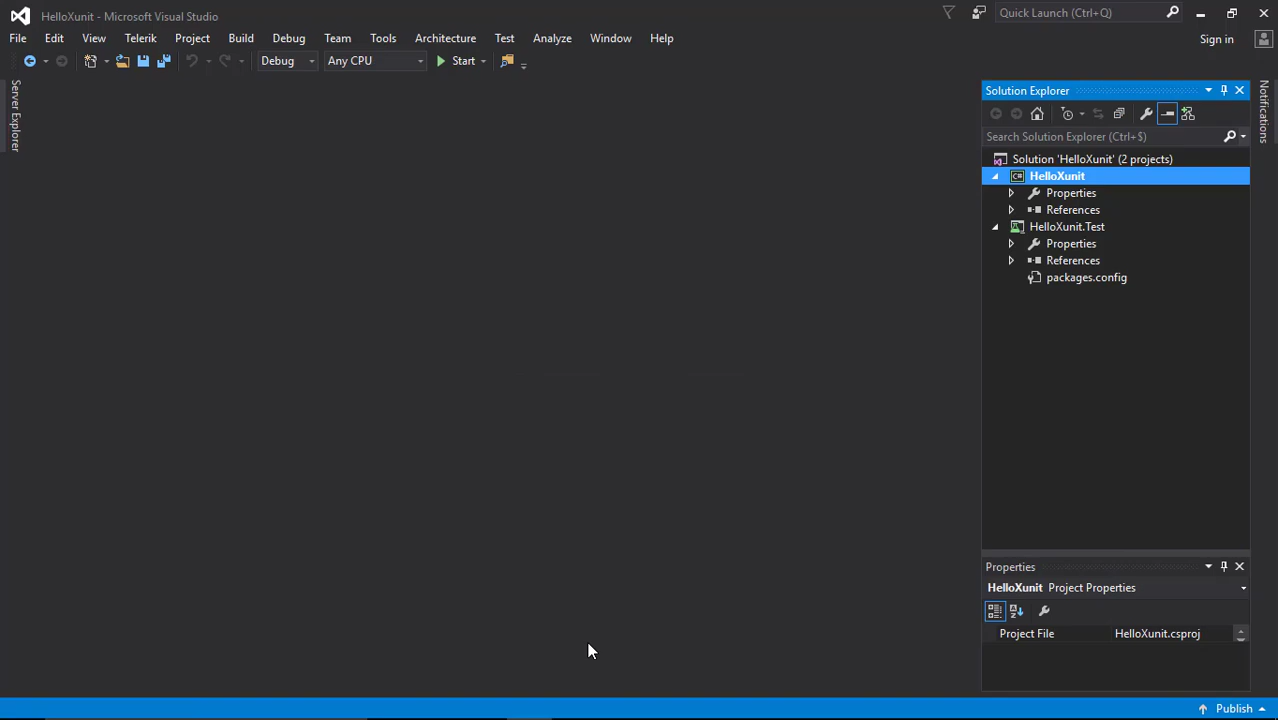 HelloXunit - Microsoft Visual Studio
Quick Launch (Ctrl+Q)
File Edit View Telerik Project Build Debug Team Tools Architecture Test Analyze Window Help
Sign in
Debug Any CPU Start
Server Explorer
Solution Explorer
Notifications
Search Solution Explorer (Ctrl+$)
Solution 'HelloXunit' (2 projects)
C# HelloXunit
Properties
References
HelloXunit.Test
Properties
References
packages.config
Properties
HelloXunit Project Properties
Project File HelloXunit.csproj
Publish